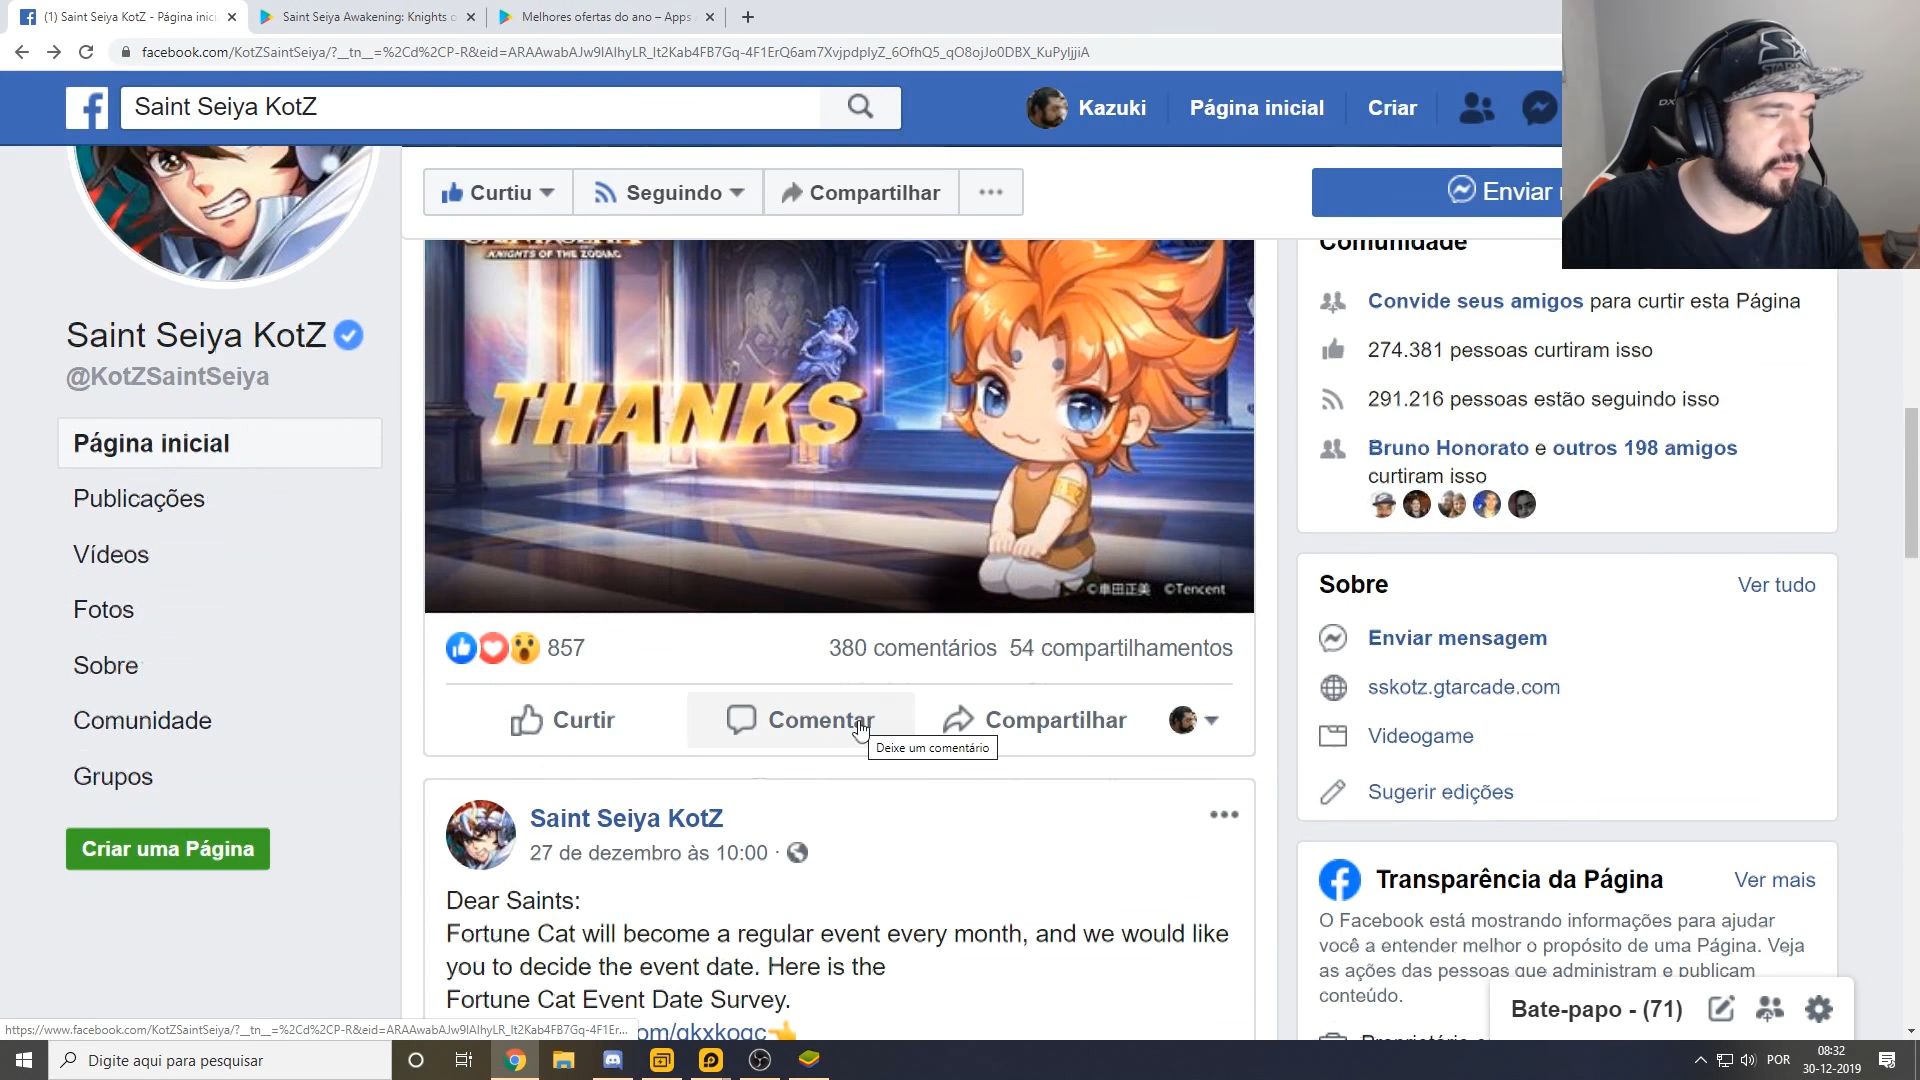 (1) Saint Seiya KotZ - Página inici
Saint Seiya Awakening: Knights o
Melhores ofertas do ano – Apps
facebook.com/KotZSaintSeiya/?__tn__=%2Cd%2CP-R&eid=ARAAwabAJw9IAIhyLR_lt2Kab4FB7Gq-4F1ErQ6am7XvjpdpIyZ_6OfhQ5_qO8ojJo0DBX_KuPyIjjiA
Saint Seiya KotZ
Kazuki
Página inicial
Criar
Curtiu
Seguindo
Compartilhar
Enviar
KNIGHTS OF THE ZODIAC
THANKS
©車田正美 ©Tencent
Saint Seiya KotZ
@KotZSaintSeiya
Página inicial
Publicações
Vídeos
Fotos
Sobre
Comunidade
Grupos
Criar uma Página
857
380 comentários 54 compartilhamentos
Curtir
Comentar
Compartilhar
Deixe um comentário
Saint Seiya KotZ
27 de dezembro às 10:00 ·
Dear Saints:
Fortune Cat will become a regular event every month, and we would like
you to decide the event date. Here is the
Fortune Cat Event Date Survey.
om/qkxkogc
Comunidade
Convide seus amigos para curtir esta Página
274.381 pessoas curtiram isso
291.216 pessoas estão seguindo isso
Bruno Honorato e outros 198 amigos
curtiram isso
Sobre
Ver tudo
Enviar mensagem
sskotz.gtarcade.com
Videogame
Sugerir edições
Transparência da Página
Ver mais
O Facebook está mostrando informações para ajudar
você a entender melhor o propósito de uma Página. Veja
as ações das pessoas que administram e publicam
conteúdo.
Bate-papo - (71)
https://www.facebook.com/KotZSaintSeiya/?__tn__=%2Cd%2CP-R&eid=ARAAwabAJw9IAIhyLR_lt2Kab4FB7Gq-4F1Er...
Digite aqui para pesquisar
POR
08:32
30-12-2019